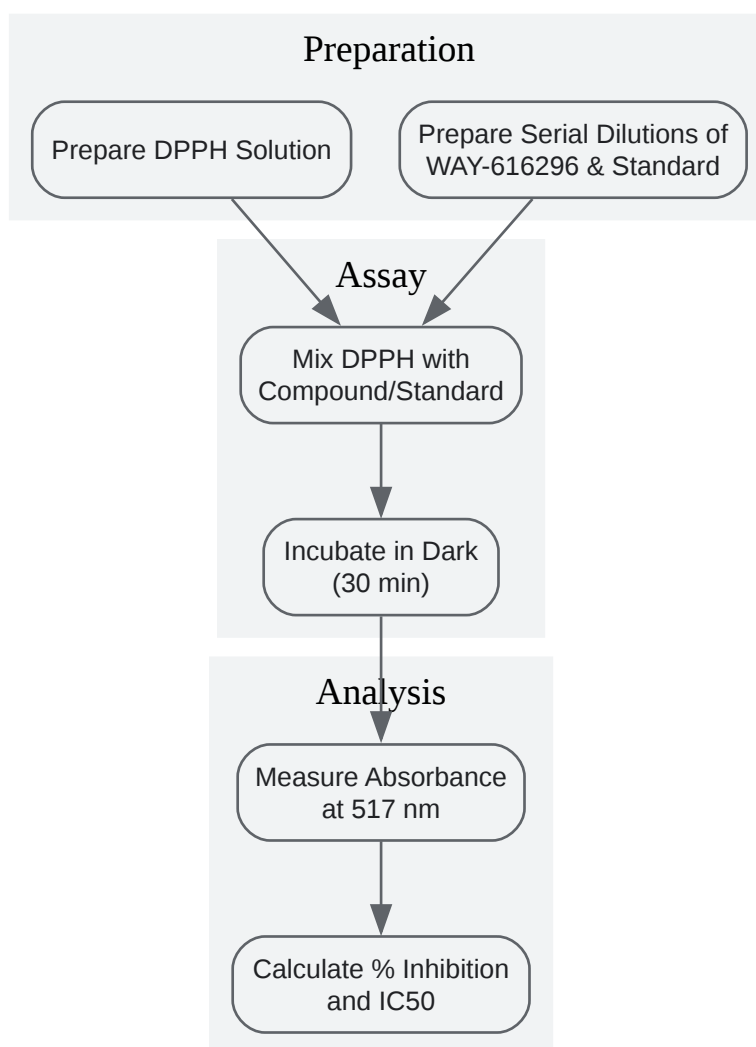 Preparation
Prepare DPPH Solution
Prepare Serial Dilutions of
WAY-616296 & Standard
Assay
Mix DPPH with
Compound/Standard
Incubate in Dark
(30 min)
Analysis
Measure Absorbance
at 517 nm
Calculate % Inhibition
and IC50